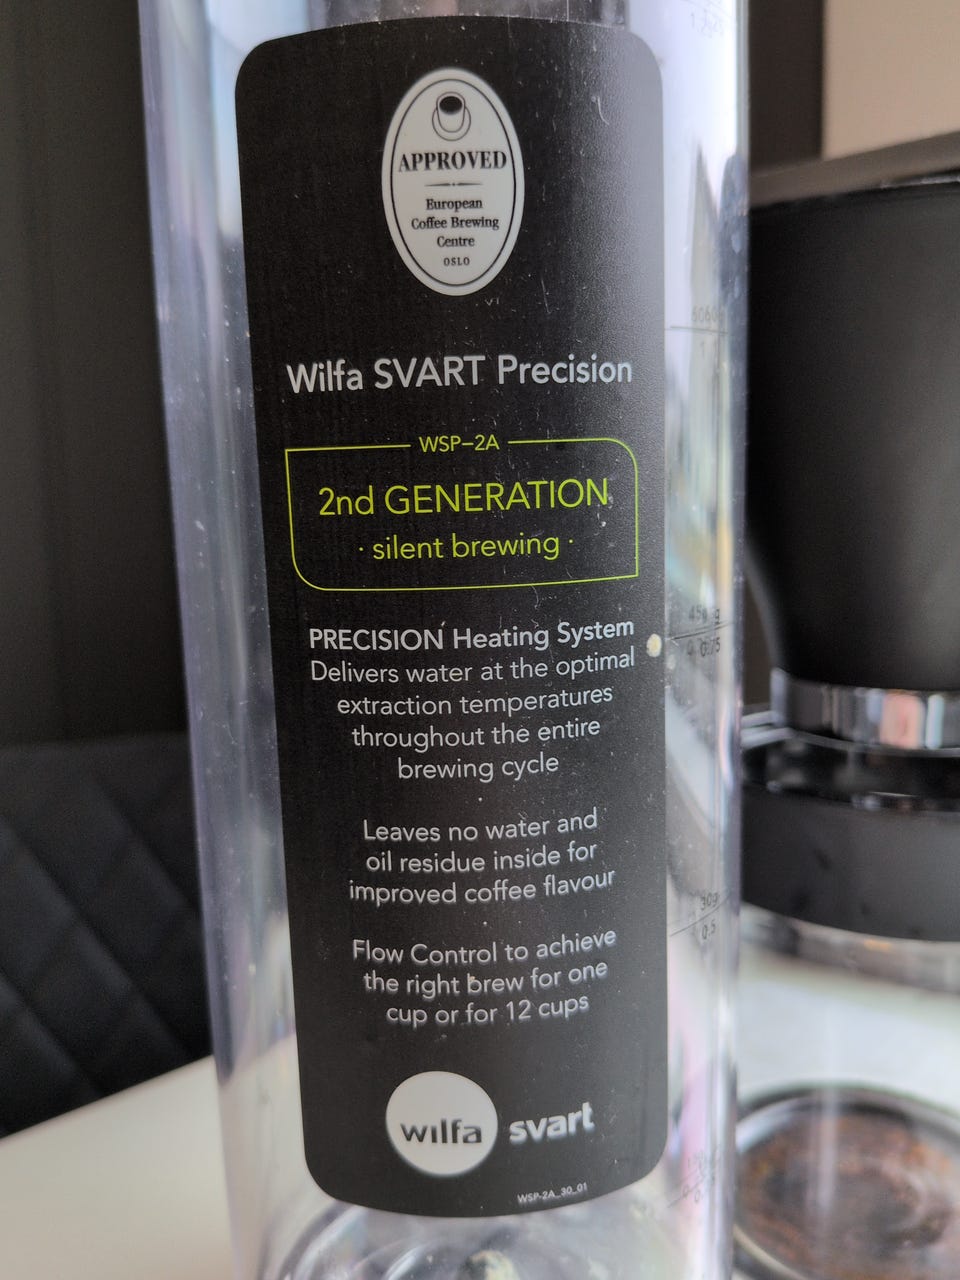 APPROVED
European
Coffee Brewing
Centre
OSLO
Wilfa SVART Precision
WSP-2A
2nd GENERATION
· silent brewing ·
PRECISION Heating System
Delivers water at the optimal
extraction temperatures
throughout the entire
brewing cycle
Leaves no water and
oil residue inside for
improved coffee flavour
Flow Control to achieve
the right brew for one
cup or for 12 cups
wilfa svart
WSP-2A_30_01
30g
0.5